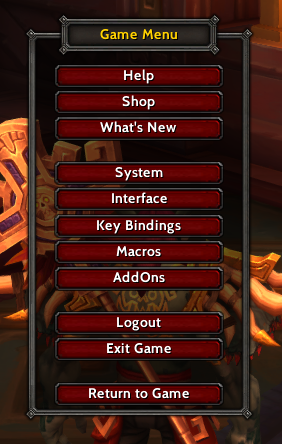 Game Menu
Help
Shop
What's New
System
Interface
Key Bindings
Macros
AddOns
Logout
Exit Game
Return to Game